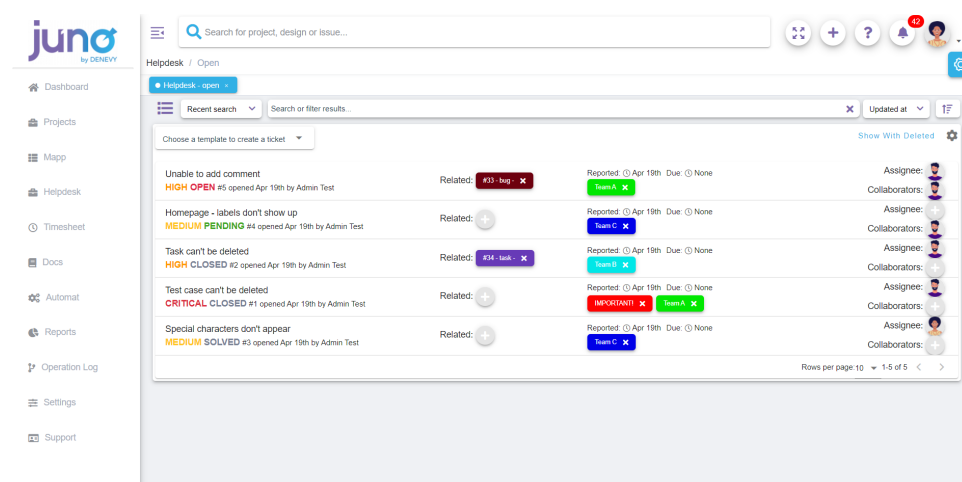 juno
by DENEVY
Dashboard
Projects
Mapp
Helpdesk
Timesheet
Docs
Automat
Reports
Operation Log
Settings
Support
Search for project, design or issue...
42
Helpdesk / Open
Helpdesk - open ×
Recent search
Search or filter results...
Updated at
Choose a template to create a ticket
Show With Deleted
Unable to add comment
HIGH OPEN #5 opened Apr 19th by Admin Test
Related: #33 - bug -
Reported: Apr 19th Due: None
Team A
Assignee:
Collaborators:
Homepage - labels don't show up
MEDIUM PENDING #4 opened Apr 19th by Admin Test
Related:
Reported: Apr 19th Due: None
Team C
Assignee:
Collaborators:
Task can't be deleted
HIGH CLOSED #2 opened Apr 19th by Admin Test
Related: #34 - task -
Reported: Apr 19th Due: None
Team B
Assignee:
Collaborators:
Test case can't be deleted
CRITICAL CLOSED #1 opened Apr 19th by Admin Test
Related:
Reported: Apr 19th Due: None
IMPORTANT! Team A
Assignee:
Collaborators:
Special characters don't appear
MEDIUM SOLVED #3 opened Apr 19th by Admin Test
Related:
Reported: Apr 19th Due: None
Team C
Assignee:
Collaborators:
Rows per page: 10 1-5 of 5